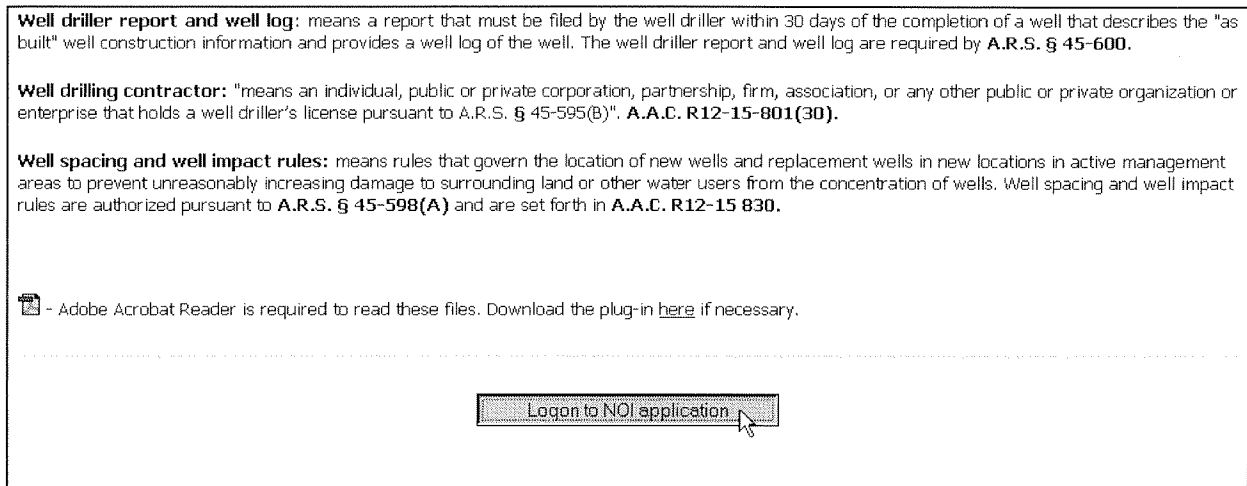 Well driller report and well log: means a report that must be filed by the well driller within 30 days of the completion of a well that describes the "as
built" well construction information and provides a well log of the well. The well driller report and well log are required by A.R.S. § 45-600.
Well drilling contractor: "means an individual, public or private corporation, partnership, firm, association, or any other public or private organization or
enterprise that holds a well driller's license pursuant to A.R.S. § 45-595(B)". A.A.C. R12-15-801(30).
Well spacing and well impact rules: means rules that govern the location of new wells and replacement wells in new locations in active management
areas to prevent unreasonably increasing damage to surrounding land or other water users from the concentration of wells. Well spacing and well impact
rules are authorized pursuant to A.R.S. § 45-598(A) and are set forth in A.A.C. R12-15 830.
- Adobe Acrobat Reader is required to read these files. Download the plug-in here if necessary.
Logon to NOI application